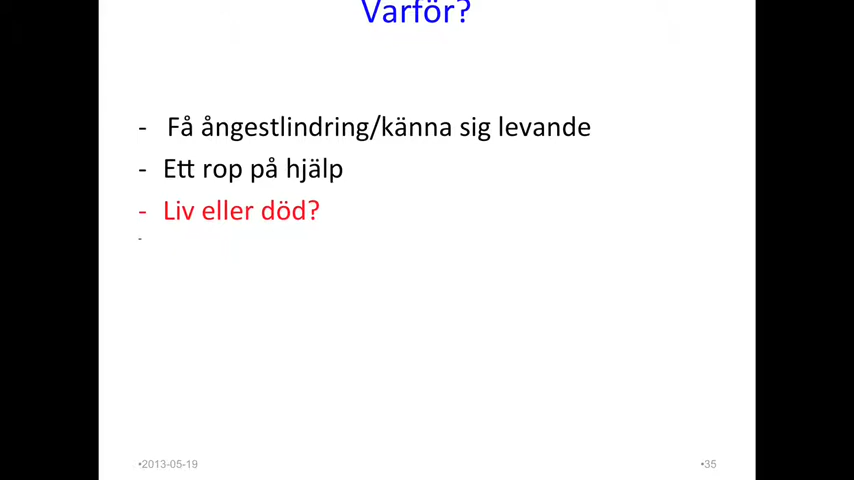 Varför?
- Få ångestlindring/känna sig levande
- Ett rop på hjälp
- Liv eller död?
-
•2013-05-19
•35